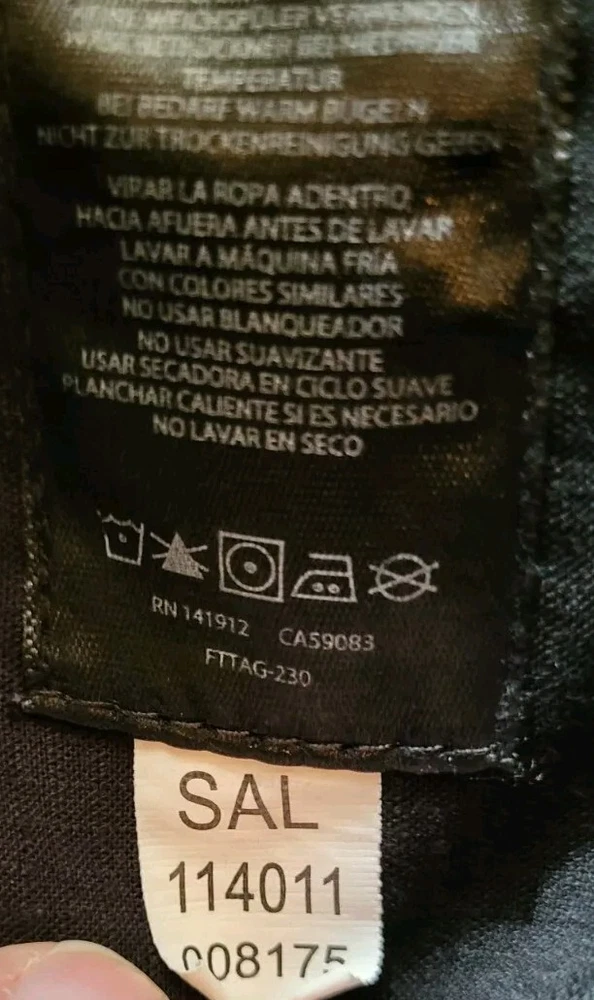 WEICHSPÜLER VERWENDEN
TEMPERATUR
BEI BEDARF WARM BÜGELN
NICHT ZUR TROCKENREINIGUNG GEBEN
VIRAR LA ROPA ADENTRO,
HACIA AFUERA ANTES DE LAVAR
LAVAR A MÁQUINA FRÍA
CON COLORES SIMILARES
NO USAR BLANQUEADOR
NO USAR SUAVIZANTE
USAR SECADORA EN CICLO SUAVE
PLANCHAR CALIENTE SI ES NECESARIO
NO LAVAR EN SECO
RN 141912 CA59083
FTTAG-230
SAL
114011
008175